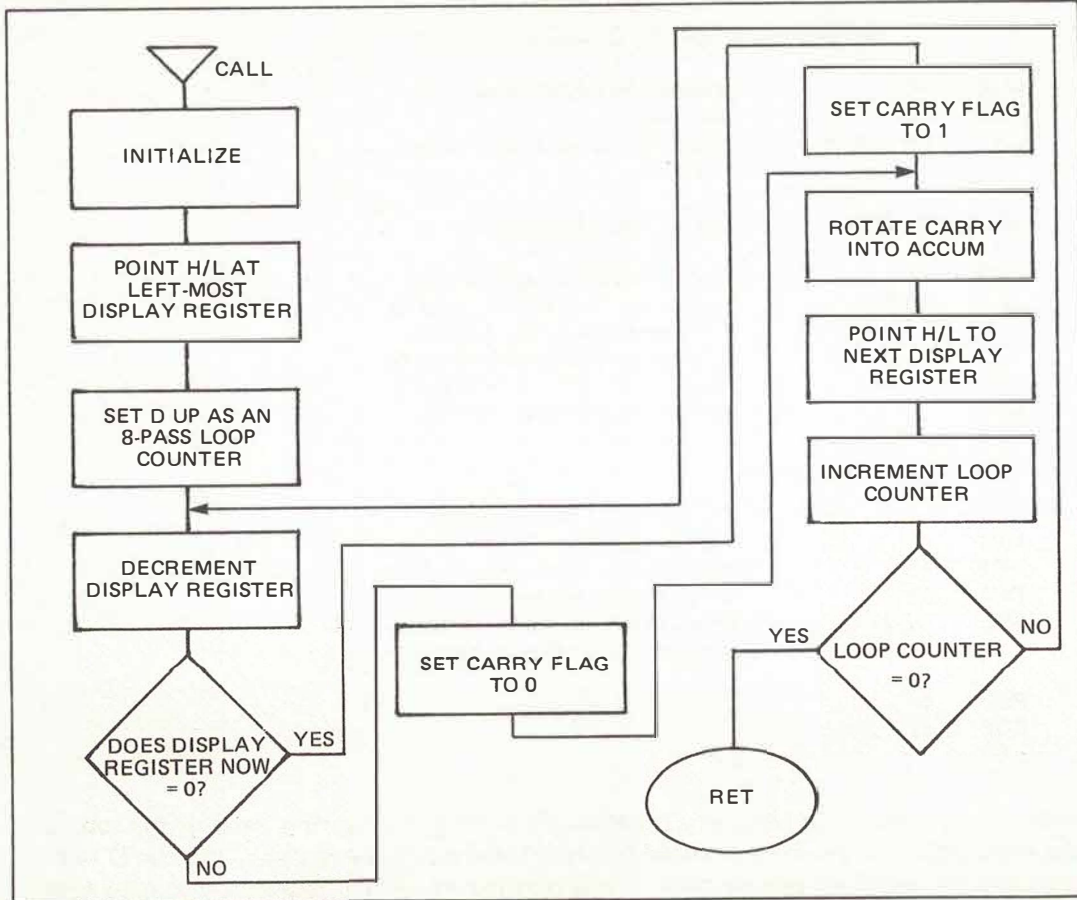 CALL
INITIALIZE
POINT H/L AT
LEFT-MOST
DISPLAY REGISTER
SET D UP AS AN
8-PASS LOOP
COUNTER
DECREMENT
DISPLAY REGISTER
DOES DISPLAY
REGISTER NOW
= 0?
YES
NO
SET CARRY FLAG
TO 0
SET CARRY FLAG
TO 1
ROTATE CARRY
INTO ACCUM
POINT H/L TO
NEXT DISPLAY
REGISTER
INCREMENT LOOP
COUNTER
LOOP COUNTER
= 0?
YES
NO
RET